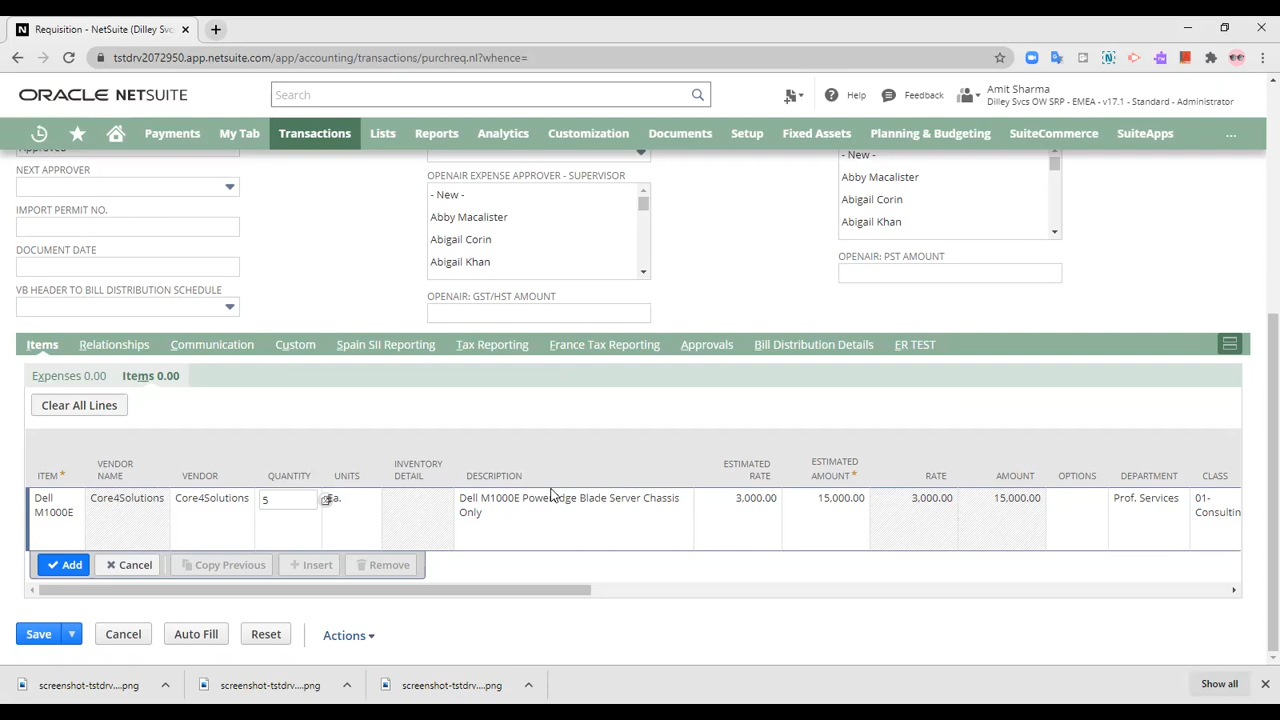 Requisition - NetSuite (Dilley Svc
tstdrv2072950.app.netsuite.com/app/accounting/transactions/purchreq.nl?whence=
ORACLE NETSUITE
Search
Help
Feedback
Amit Sharma
Dilley Svcs OW SRP - EMEA - v17.1 - Standard - Administrator
Payments My Tab Transactions Lists Reports Analytics Customization Documents Setup Fixed Assets Planning & Budgeting SuiteCommerce SuiteApps ...
Approved
NEXT APPROVER
IMPORT PERMIT NO.
DOCUMENT DATE
VB HEADER TO BILL DISTRIBUTION SCHEDULE
OPENAIR EXPENSE APPROVER - SUPERVISOR
- New -
Abby Macalister
Abigail Corin
Abigail Khan
OPENAIR: GST/HST AMOUNT
- New -
Abby Macalister
Abigail Corin
Abigail Khan
OPENAIR: PST AMOUNT
Items Relationships Communication Custom Spain SII Reporting Tax Reporting France Tax Reporting Approvals Bill Distribution Details ER TEST
Expenses 0.00 Items 0.00
Clear All Lines
ITEM * VENDOR NAME VENDOR QUANTITY UNITS INVENTORY DETAIL DESCRIPTION ESTIMATED RATE ESTIMATED AMOUNT * RATE AMOUNT OPTIONS DEPARTMENT CLASS
Dell M1000E Core4Solutions Core4Solutions 5 Ea. Dell M1000E PowerEdge Blade Server Chassis Only 3,000.00 15,000.00 3,000.00 15,000.00 Prof. Services 01- Consultin
Add Cancel Copy Previous Insert Remove
Save Cancel Auto Fill Reset Actions
screenshot-tstdrv....png screenshot-tstdrv....png screenshot-tstdrv....png Show all